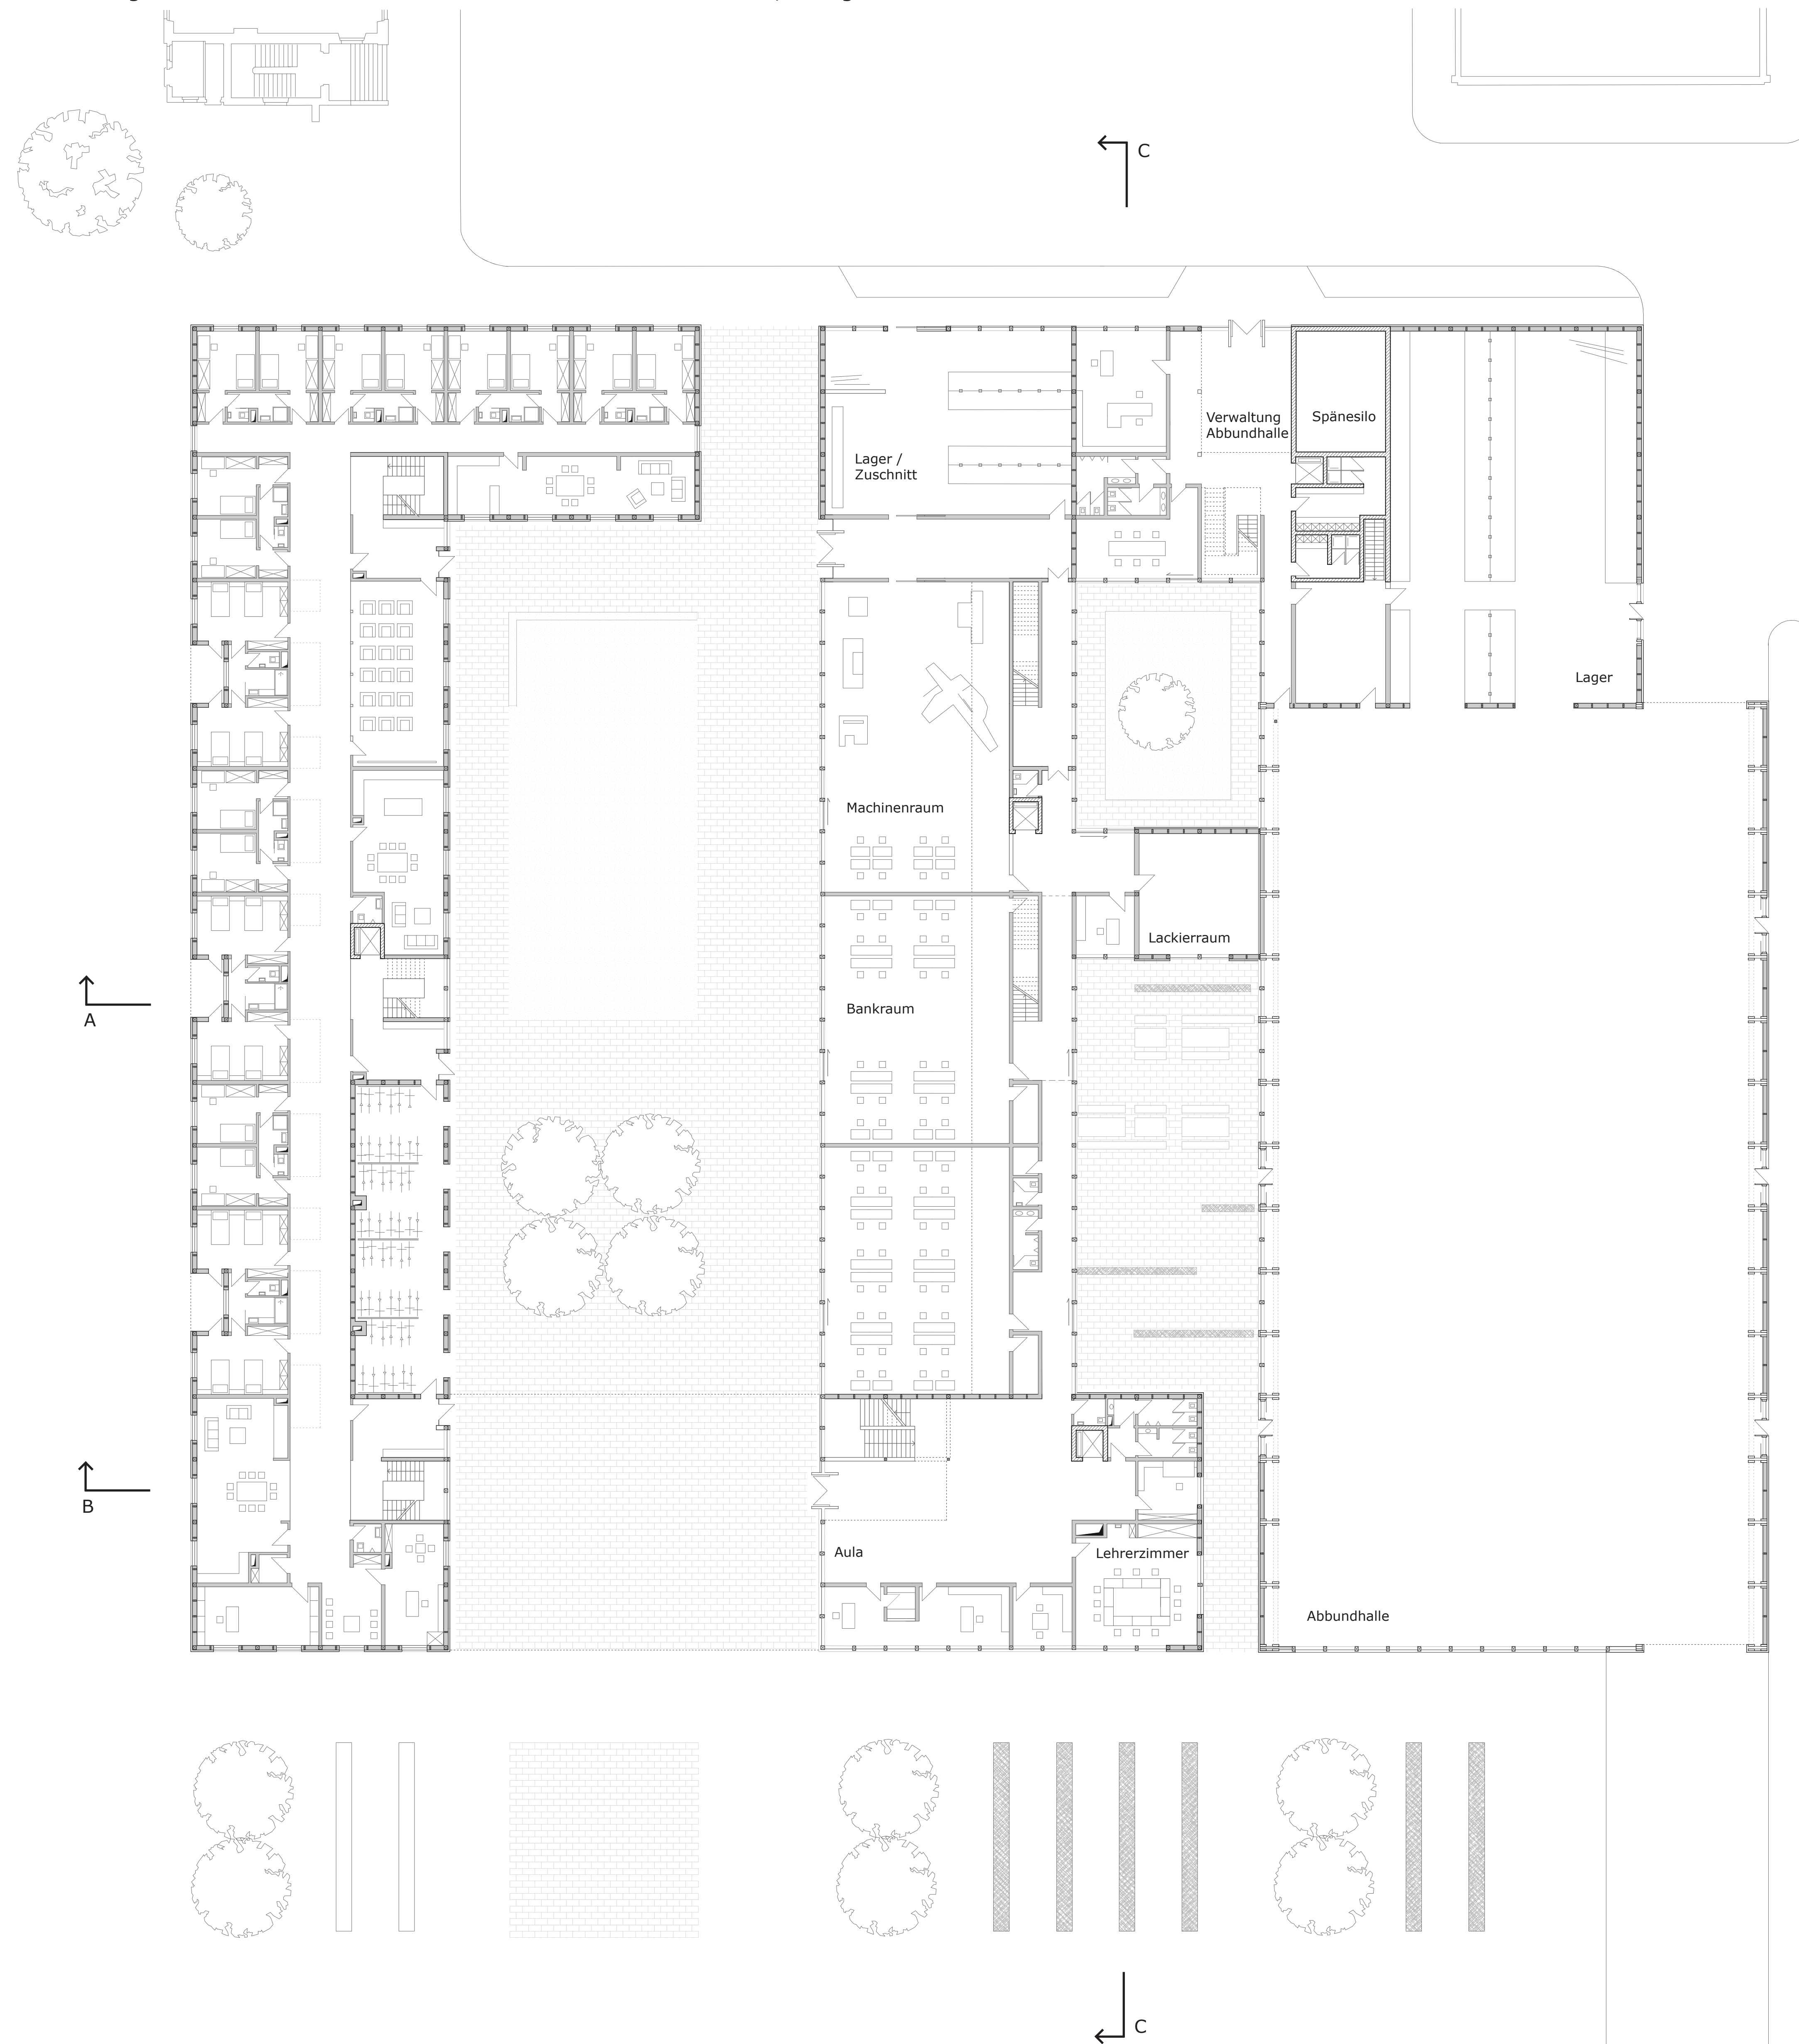 C
Verwaltung
Abbundhalle
Spänesilo
Lager /
Zuschnitt
Lager
Machinenraum
Lackierraum
Bankraum
A
B
Aula
Lehrerzimmer
Abbundhalle
C